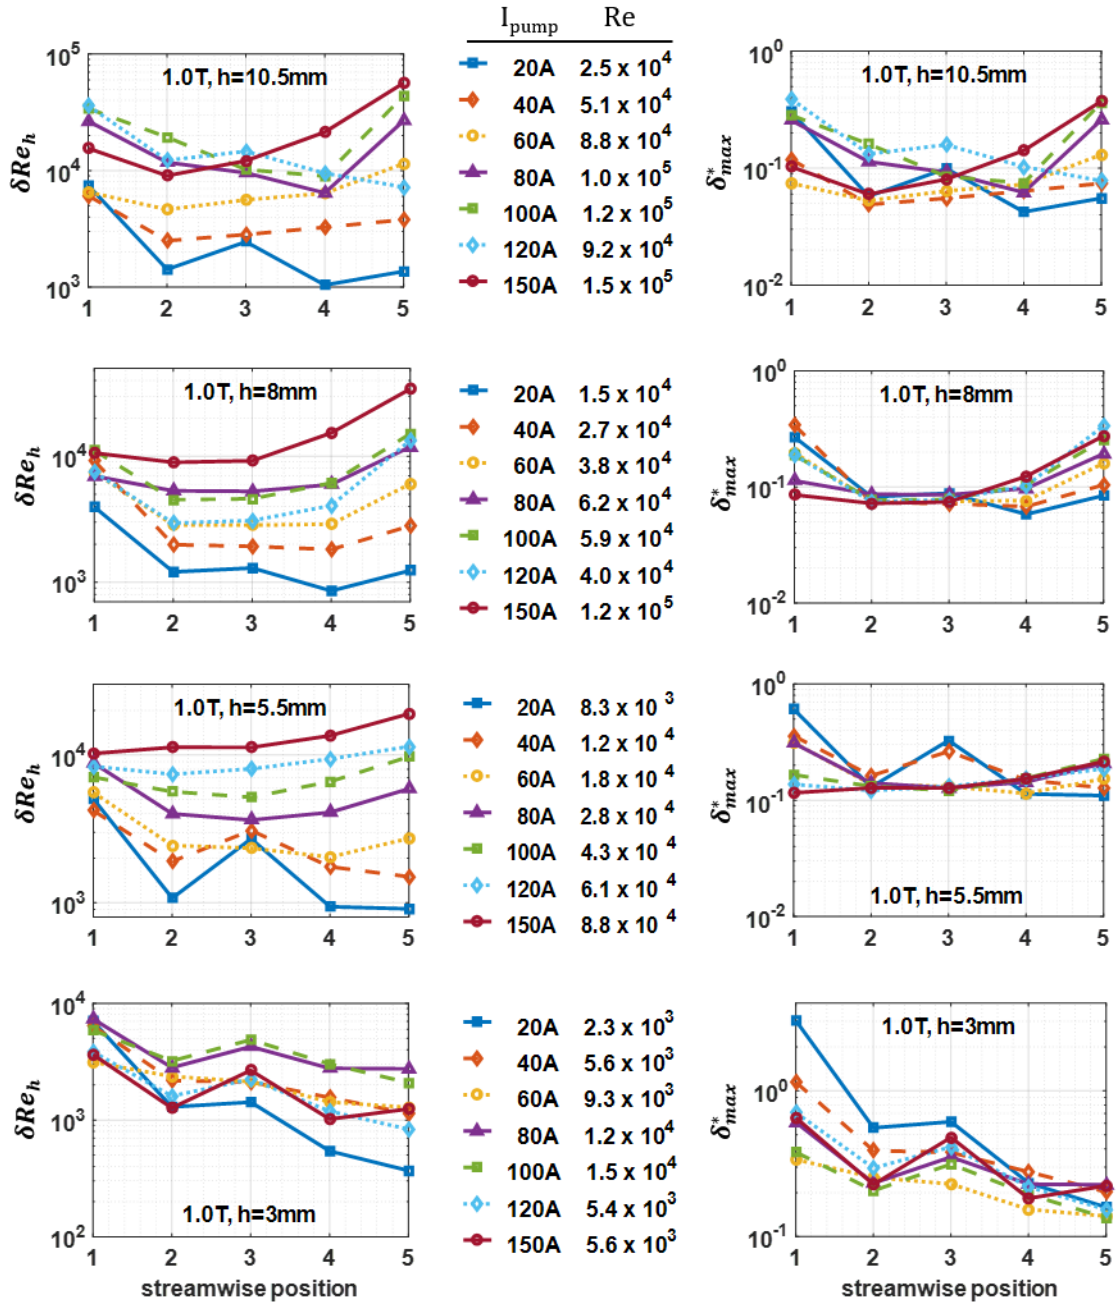 I_pump Re
10^5
10^4
10^3
δRe_h
1.0T, h=10.5mm
1 2 3 4 5
20A 2.5 x 10^4
40A 5.1 x 10^4
60A 8.8 x 10^4
80A 1.0 x 10^5
100A 1.2 x 10^5
120A 9.2 x 10^4
150A 1.5 x 10^5
10^0
10^-1
10^-2
δ*_max
1.0T, h=10.5mm
1 2 3 4 5
10^4
10^3
δRe_h
1.0T, h=8mm
1 2 3 4 5
20A 1.5 x 10^4
40A 2.7 x 10^4
60A 3.8 x 10^4
80A 6.2 x 10^4
100A 5.9 x 10^4
120A 4.0 x 10^4
150A 1.2 x 10^5
10^0
10^-1
10^-2
δ*_max
1.0T, h=8mm
1 2 3 4 5
10^4
10^3
δRe_h
1.0T, h=5.5mm
1 2 3 4 5
20A 8.3 x 10^3
40A 1.2 x 10^4
60A 1.8 x 10^4
80A 2.8 x 10^4
100A 4.3 x 10^4
120A 6.1 x 10^4
150A 8.8 x 10^4
10^0
10^-1
10^-2
δ*_max
1.0T, h=5.5mm
1 2 3 4 5
10^4
10^3
10^2
δRe_h
1.0T, h=3mm
1 2 3 4 5
streamwise position
20A 2.3 x 10^3
40A 5.6 x 10^3
60A 9.3 x 10^3
80A 1.2 x 10^4
100A 1.5 x 10^4
120A 5.4 x 10^3
150A 5.6 x 10^3
10^0
10^-1
δ*_max
1.0T, h=3mm
1 2 3 4 5
streamwise position